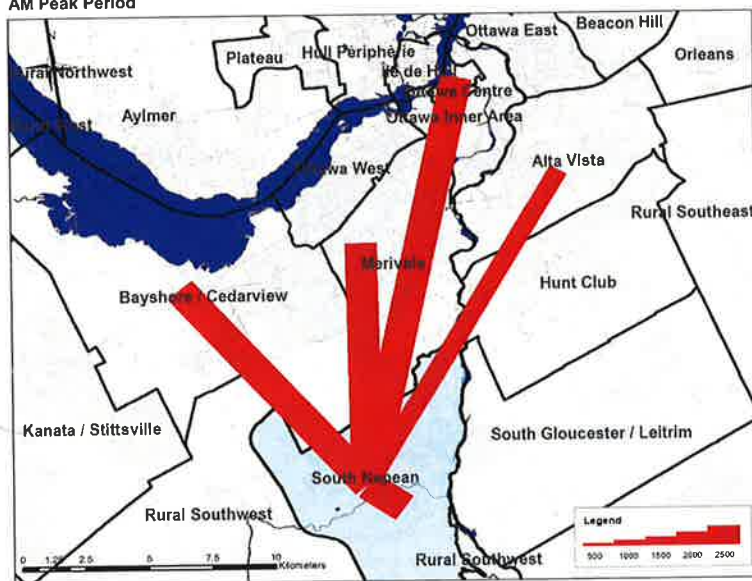 AM Peak Period
Beacon Hill
Ottawa East
Hull Périphérie
Plateau
Orleans
Île de Hull
Rural Northwest
Ottawa Centre
Aylmer
Ottawa Inner Area
Alta Vista
Ottawa West
Rural Southeast
Merivale
Hunt Club
Bayshore / Cedarview
Kanata / Stittsville
South Gloucester / Leitrim
South Nepean
Rural Southwest
Legend
500 1000 1500 2000 2500
0 1.25 2.5 5 7.5 10
Kilometers
Rural Southwest